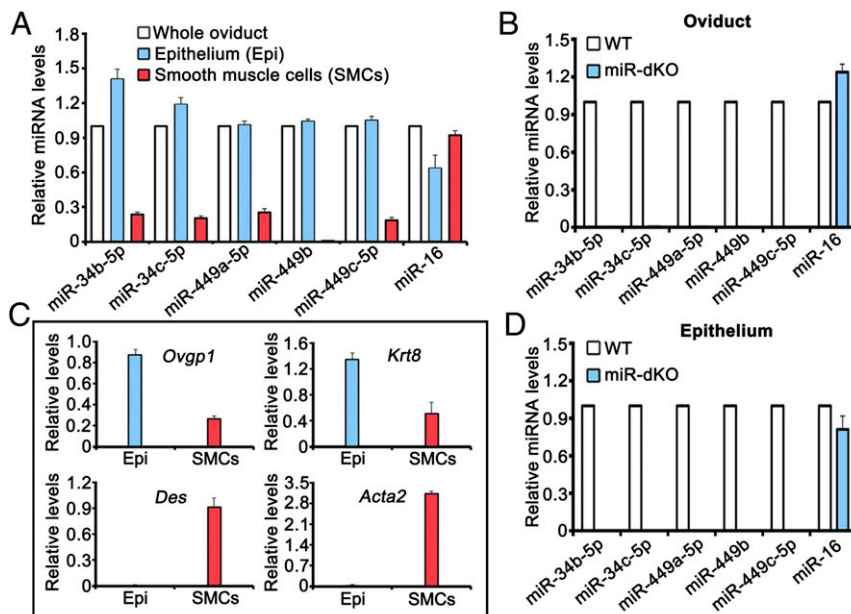 A
Whole oviduct
Epithelium (Epi)
Smooth muscle cells (SMCs)
Relative miRNA levels
1.8
1.5
1.2
0.9
0.6
0.3
0
miR-34b-5p
miR-34c-5p
miR-449a-5p
miR-449b
miR-449c-5p
miR-16
B
Oviduct
WT
miR-dKO
Relative miRNA levels
1.5
1.2
0.9
0.6
0.3
0
miR-34b-5p
miR-34c-5p
miR-449a-5p
miR-449b
miR-449c-5p
miR-16
C
Relative levels
1.0
0.8
0.6
0.4
0.2
0
Ovgp1
Epi SMCs
Relative levels
1.6
1.2
0.8
0.4
0
Krt8
Epi SMCs
Relative levels
1.2
0.9
0.6
0.3
0
Des
Epi SMCs
Relative levels
3.5
2.8
2.1
1.4
0.7
0
Acta2
Epi SMCs
D
Epithelium
WT
miR-dKO
Relative miRNA levels
1.5
1.2
0.9
0.6
0.3
0
miR-34b-5p
miR-34c-5p
miR-449a-5p
miR-449b
miR-449c-5p
miR-16